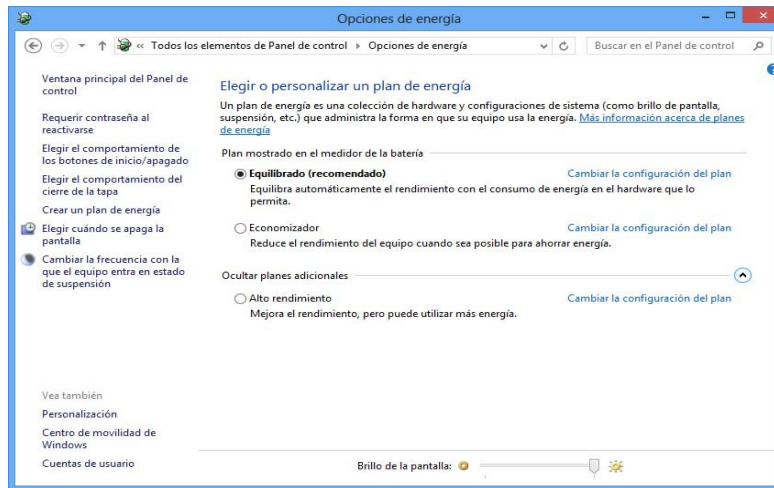 Opciones de energía
« Todos los elementos de Panel de control ▸ Opciones de energía
Buscar en el Panel de control
Ventana principal del Panel de
control
Requerir contraseña al
reactivarse
Elegir el comportamiento de
los botones de inicio/apagado
Elegir el comportamiento del
cierre de la tapa
Crear un plan de energía
Elegir cuándo se apaga la
pantalla
Cambiar la frecuencia con la
que el equipo entra en estado
de suspensión
Vea también
Personalización
Centro de movilidad de
Windows
Cuentas de usuario
Elegir o personalizar un plan de energía
Un plan de energía es una colección de hardware y configuraciones de sistema (como brillo de pantalla,
suspensión, etc.) que administra la forma en que su equipo usa la energía. Más información acerca de planes
de energía
Plan mostrado en el medidor de la batería
Equilibrado (recomendado) Cambiar la configuración del plan
Equilibra automáticamente el rendimiento con el consumo de energía en el hardware que lo
permita.
Economizador Cambiar la configuración del plan
Reduce el rendimiento del equipo cuando sea posible para ahorrar energía.
Ocultar planes adicionales
Alto rendimiento Cambiar la configuración del plan
Mejora el rendimiento, pero puede utilizar más energía.
Brillo de la pantalla: